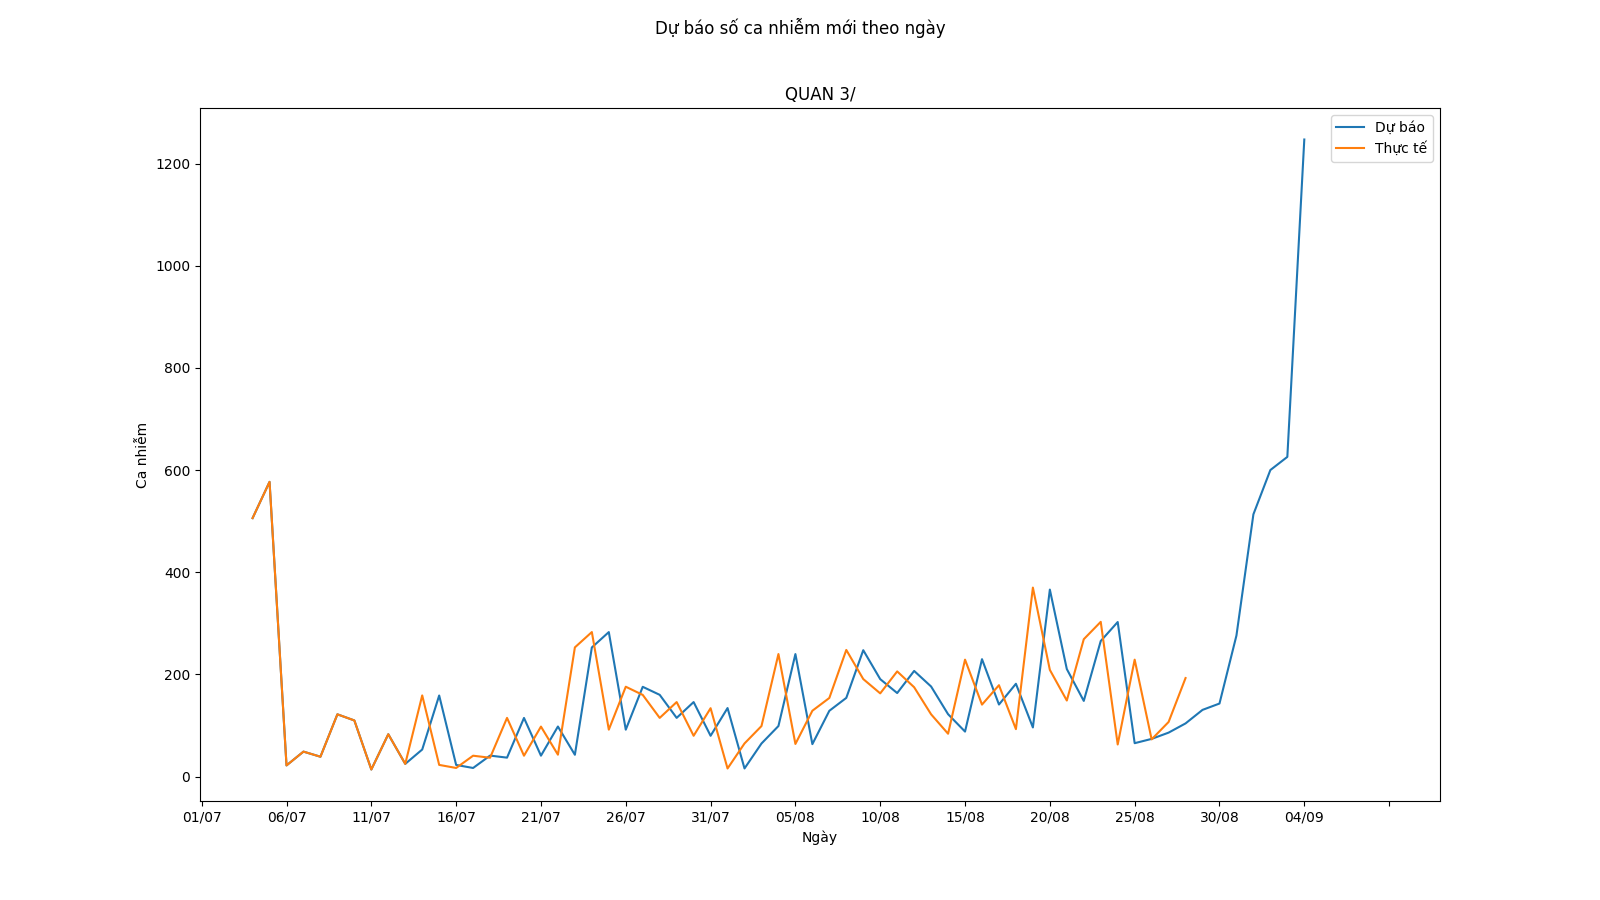 Dự báo số ca nhiễm mới theo ngày
QUAN 3/
Dự báo
Thực tế
1200
1000
800
600
400
200
0
Ca nhiễm
01/07 06/07 11/07 16/07 21/07 26/07 31/07 05/08 10/08 15/08 20/08 25/08 30/08 04/09
Ngày